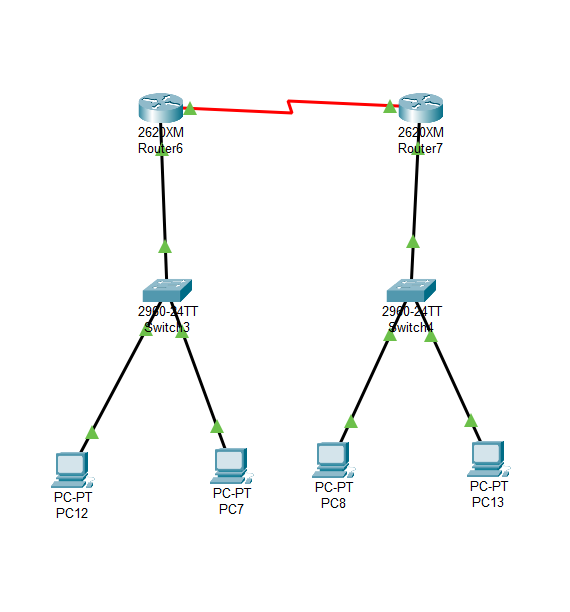 2620XM
Router6
2620XM
Router7
2960-24TT
Switch3
2960-24TT
Switch4
PC-PT
PC12
PC-PT
PC7
PC-PT
PC8
PC-PT
PC13